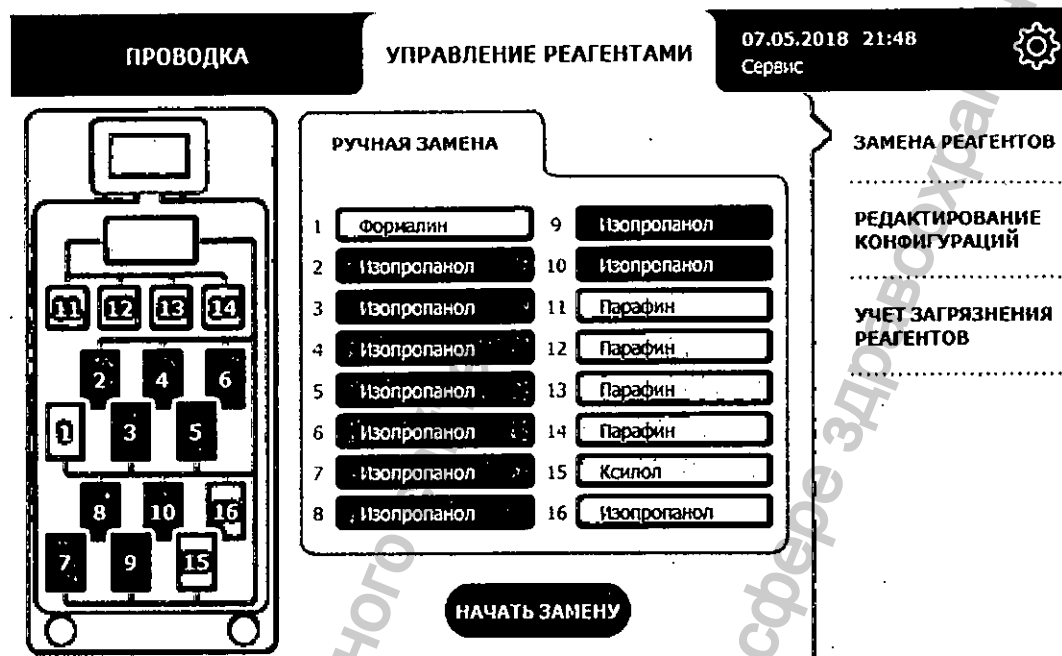 ПРОВОДКА
УПРАВЛЕНИЕ РЕАГЕНТАМИ
07.05.2018 21:48
Сервис
РУЧНАЯ ЗАМЕНА
1 Формалин
2 Изопропанол
3 Изопропанол
4 Изопропанол
5 Изопропанол
6 Изопропанол
7 Изопропанол
8 Изопропанол
9 Изопропанол
10 Изопропанол
11 Парафин
12 Парафин
13 Парафин
14 Парафин
15 Ксилол
16 Изопропанол
НАЧАТЬ ЗАМЕНУ
11 12 13 14
2 4 6
1 3 5
8 10 16
7 9 15
ЗАМЕНА РЕАГЕНТОВ
РЕДАКТИРОВАНИЕ
КОНФИГУРАЦИЙ
УЧЕТ ЗАГРЯЗНЕНИЯ
РЕАГЕНТОВ
ного
сфере здравоохран